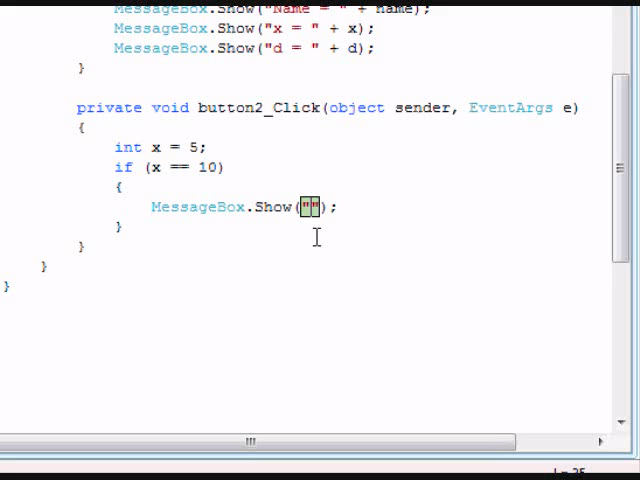 MessageBox.Show("Name = " + name);
MessageBox.Show("x = " + x);
MessageBox.Show("d = " + d);
}
private void button2_Click(object sender, EventArgs e)
{
int x = 5;
if (x == 10)
{
MessageBox.Show("");
}
}
}
}